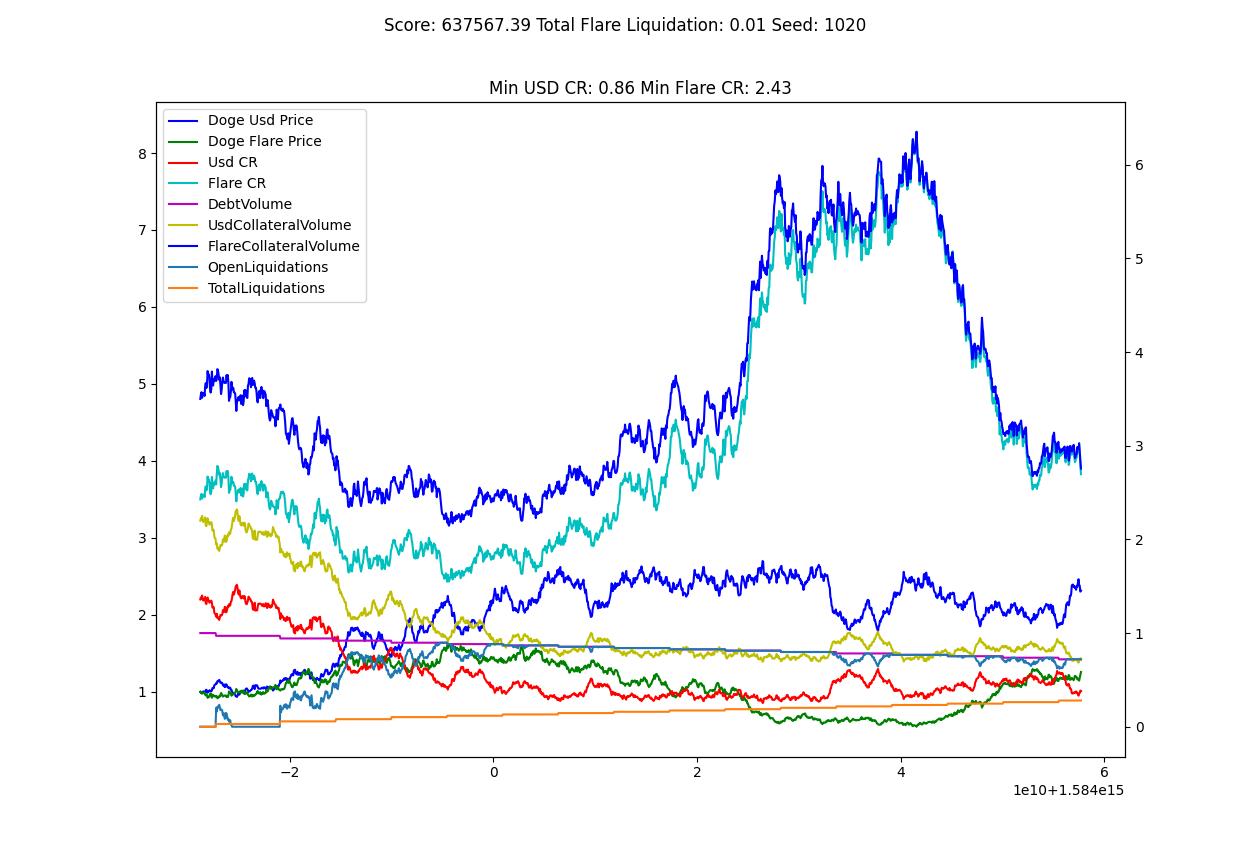 Score: 637567.39 Total Flare Liquidation: 0.01 Seed: 1020
Min USD CR: 0.86 Min Flare CR: 2.43
Doge Usd Price
Doge Flare Price
Usd CR
Flare CR
DebtVolume
UsdCollateralVolume
FlareCollateralVolume
OpenLiquidations
TotalLiquidations
8
7
6
5
4
3
2
1
6
5
4
3
2
1
0
−2
0
2
4
6
1e10+1.584e15